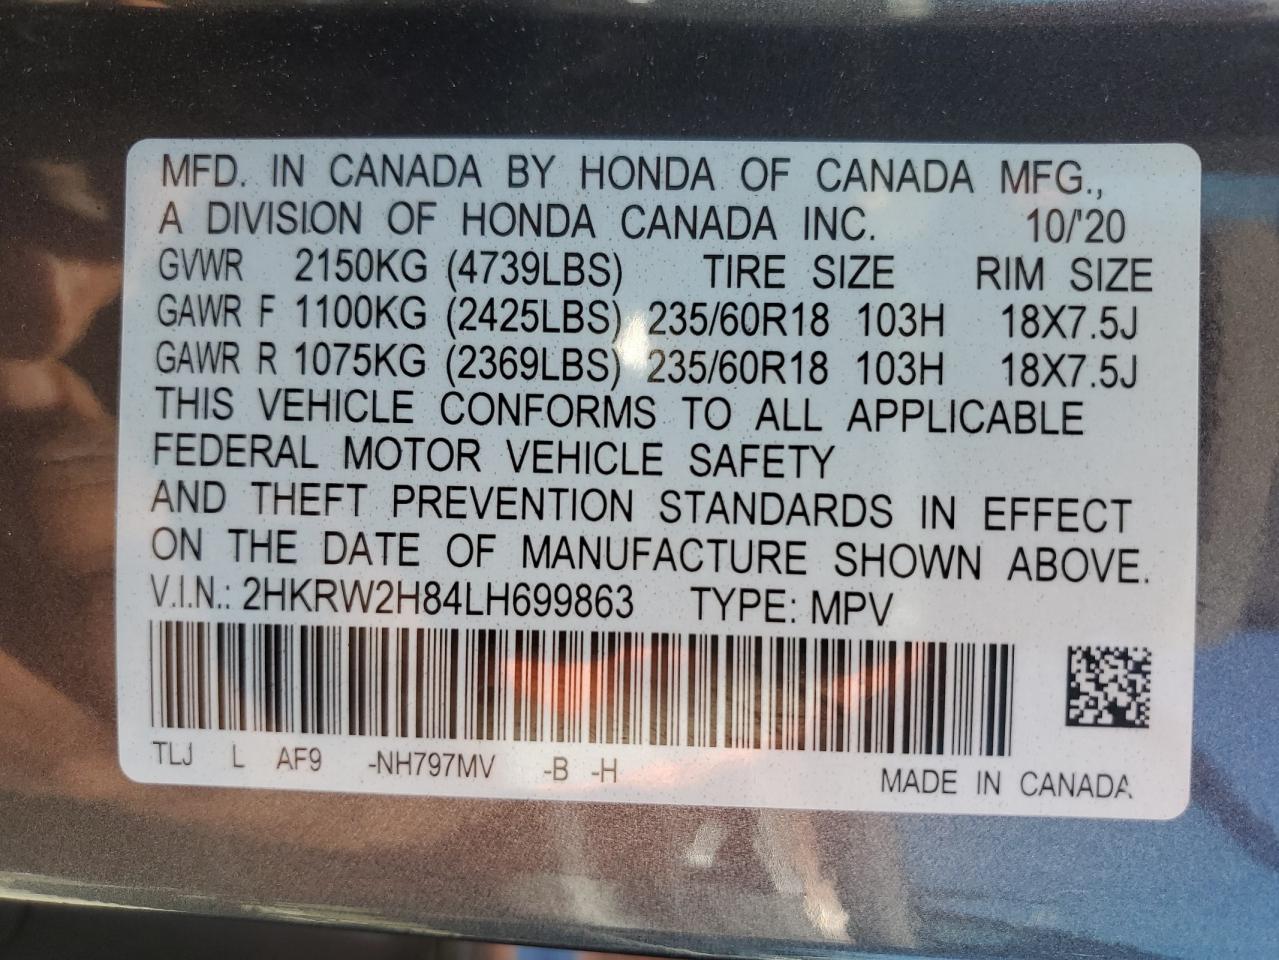 MFD. IN CANADA BY HONDA OF CANADA MFG.,
A DIVISION OF HONDA CANADA INC. 10/'20
GVWR 2150KG (4739LBS) TIRE SIZE RIM SIZE
GAWR F 1100KG (2425LBS) 235/60R18 103H 18X7.5J
GAWR R 1075KG (2369LBS) 235/60R18 103H 18X7.5J
THIS VEHICLE CONFORMS TO ALL APPLICABLE
FEDERAL MOTOR VEHICLE SAFETY
AND THEFT PREVENTION STANDARDS IN EFFECT
ON THE DATE OF MANUFACTURE SHOWN ABOVE.
V.I.N.: 2HKRW2H84LH699863 TYPE: MPV
TLJ L AF9 -NH797MV -B -H
MADE IN CANADA